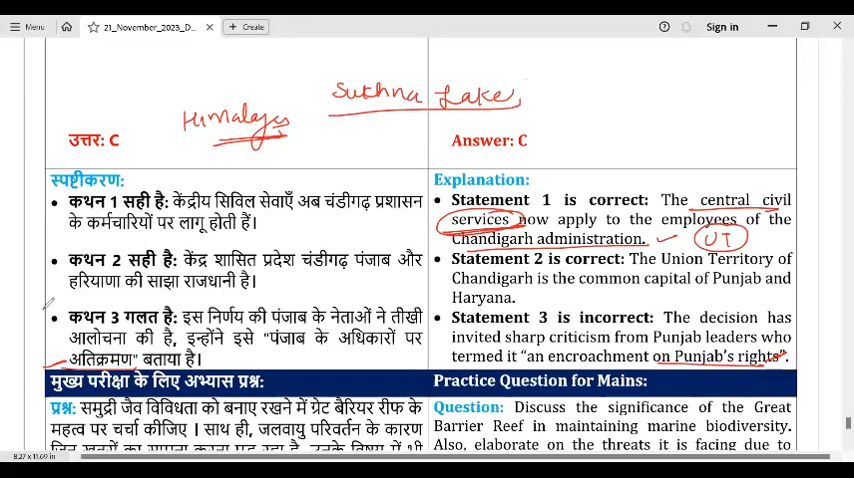 Menu
21_November_2023_D...
+ Create
Sign in
Sukhna Lake,
Himalayas
उत्तर: C
Answer: C
स्पष्टीकरण:
• कथन 1 सही है: केंद्रीय सिविल सेवाएँ अब चंडीगढ़ प्रशासन
के कर्मचारियों पर लागू होती हैं।
• कथन 2 सही है: केंद्र शासित प्रदेश चंडीगढ़ पंजाब और
हरियाणा की साझा राजधानी है।
• कथन 3 गलत है: इस निर्णय की पंजाब के नेताओं ने तीखी
आलोचना की है, इन्होंने इसे "पंजाब के अधिकारों पर
अतिक्रमण" बताया है।
Explanation:
• Statement 1 is correct: The central civil
services now apply to the employees of the
Chandigarh administration.
UT
• Statement 2 is correct: The Union Territory of
Chandigarh is the common capital of Punjab and
Haryana.
• Statement 3 is incorrect: The decision has
invited sharp criticism from Punjab leaders who
termed it "an encroachment on Punjab's rights".
मुख्य परीक्षा के लिए अभ्यास प्रश्न:
Practice Question for Mains:
प्रश्न: समुद्री जैव विविधता को बनाए रखने में ग्रेट बैरियर रीफ के
महत्व पर चर्चा कीजिए । साथ ही, जलवायु परिवर्तन के कारण
Question: Discuss the significance of the Great
Barrier Reef in maintaining marine biodiversity.
Also, elaborate on the threats it is facing due to
8.27 x 11.69 in